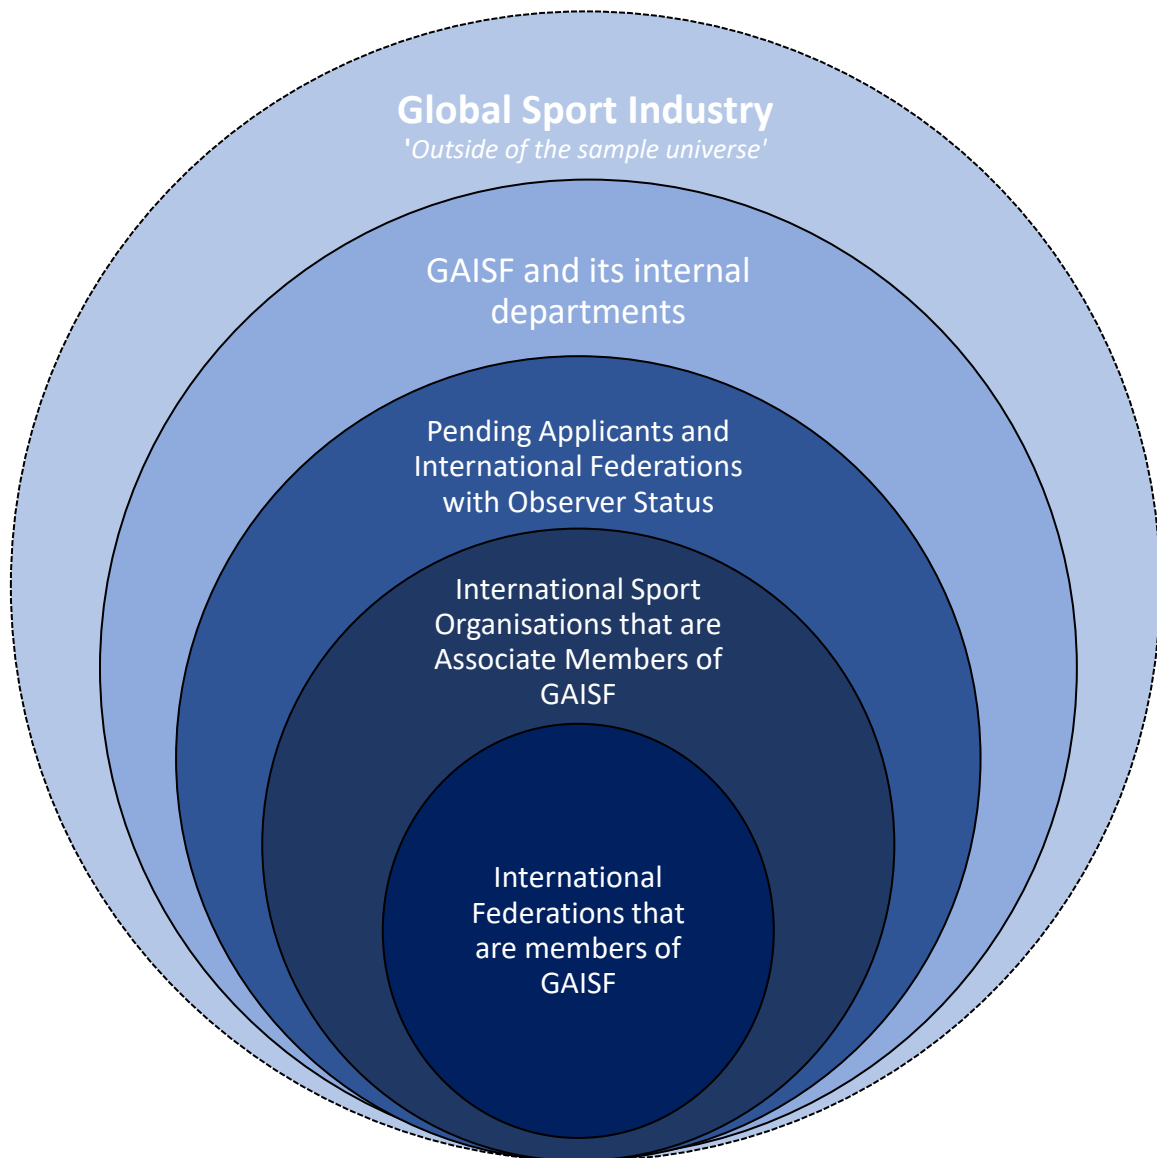 Global Sport Industry
'Outside of the sample universe'
GAISF and its internal
departments
Pending Applicants and
International Federations
with Observer Status
International Sport
Organisations that are
Associate Members of
GAISF
International
Federations that
are members of
GAISF